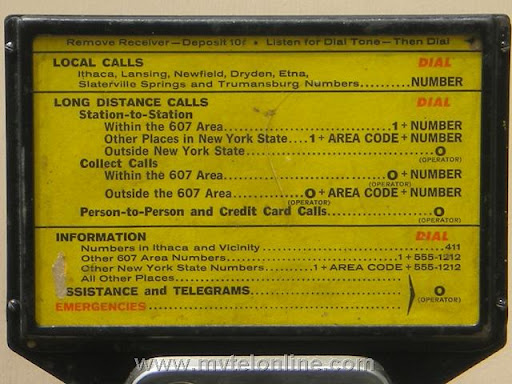 Remove Receiver—Deposit 10¢ • Listen for Dial Tone—Then Dial
LOCAL CALLS DIAL
Ithaca, Lansing, Newfield, Dryden, Etna,
Slaterville Springs and Trumansburg Numbers..........NUMBER
LONG DISTANCE CALLS DIAL
Station-to-Station
Within the 607 Area..........1 + NUMBER
Other Places in New York State....1 + AREA CODE + NUMBER
Outside New York State..........O
(OPERATOR)
Collect Calls
Within the 607 Area..........O + NUMBER
(OPERATOR)
Outside the 607 Area..........O + AREA CODE + NUMBER
(OPERATOR)
Person-to-Person and Credit Card Calls..........O
(OPERATOR)
INFORMATION DIAL
Numbers in Ithaca and Vicinity..........411
Other 607 Area Numbers..........1 + 555-1212
Other New York State Numbers..........1 + AREA CODE + 555-1212
All Other Places..........
SSISTANCE and TELEGRAMS.......... O
(OPERATOR)
EMERGENCIES..........
www.mytelonline.com